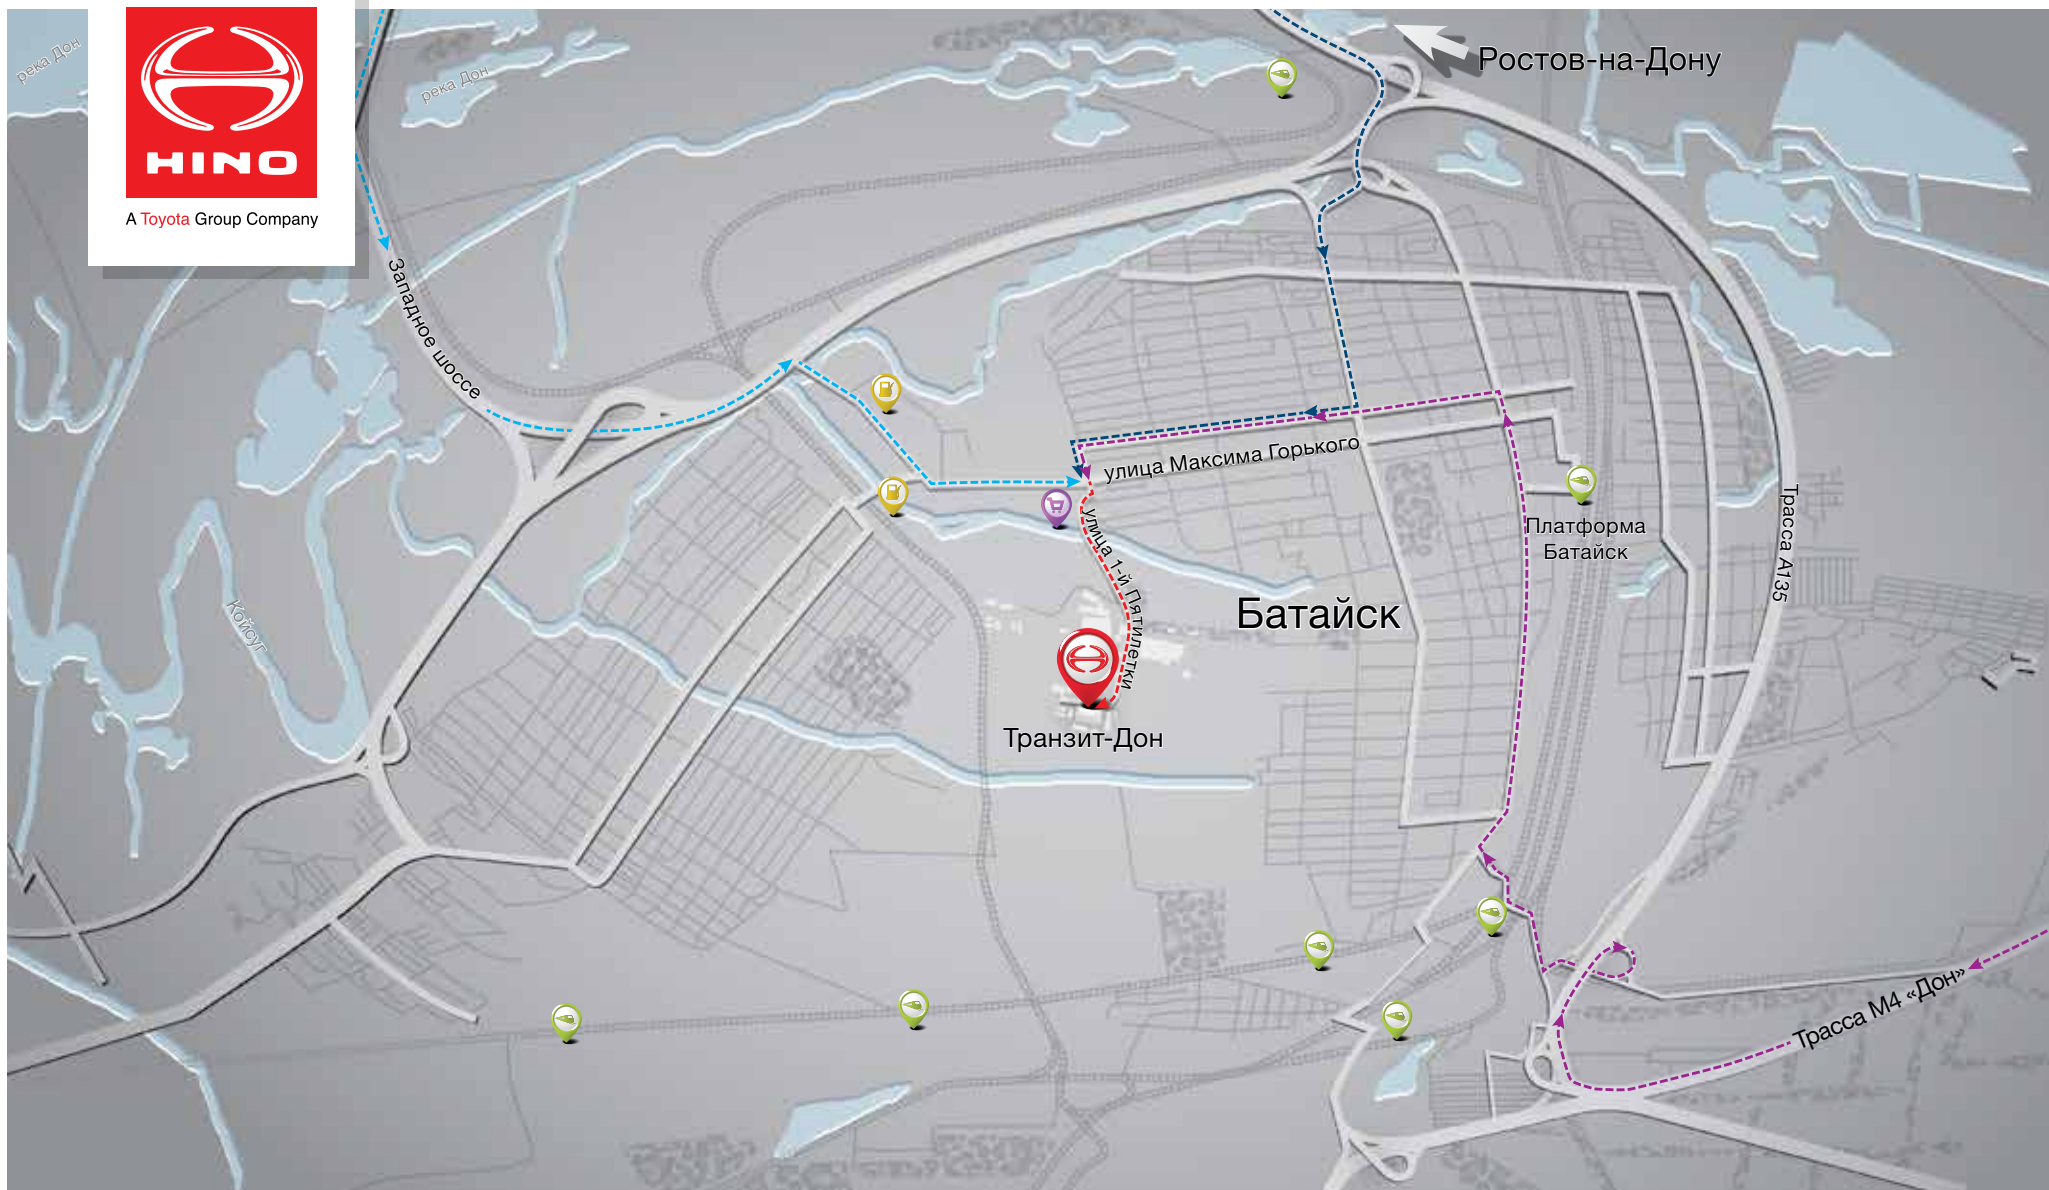 HINO
A Toyota Group Company
река Дон
река Дон
Ростов-на-Дону
Западное шоссе
улица Максима Горького
улица 1-й Пятилетки
Платформа
Батайск
Трасса А135
Батайск
Койсуг
Транзит-Дон
Трасса М4 «Дон»